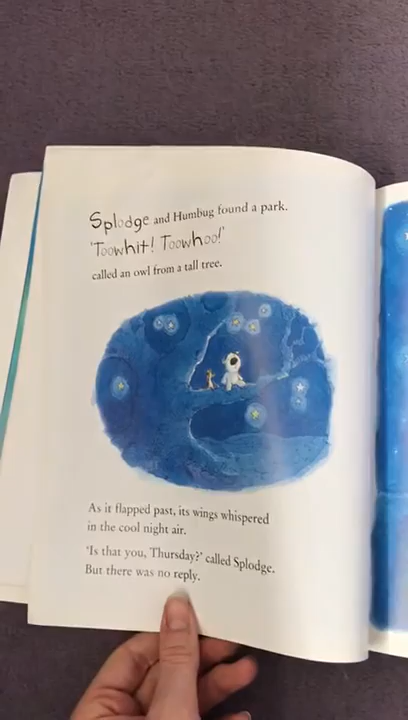 Splodge and Humbug found a park.
'Toowhit! Toowhoo!'
called an owl from a tall tree.
As it flapped past, its wings whispered
in the cool night air.
'Is that you, Thursday?' called Splodge.
But there was no reply.